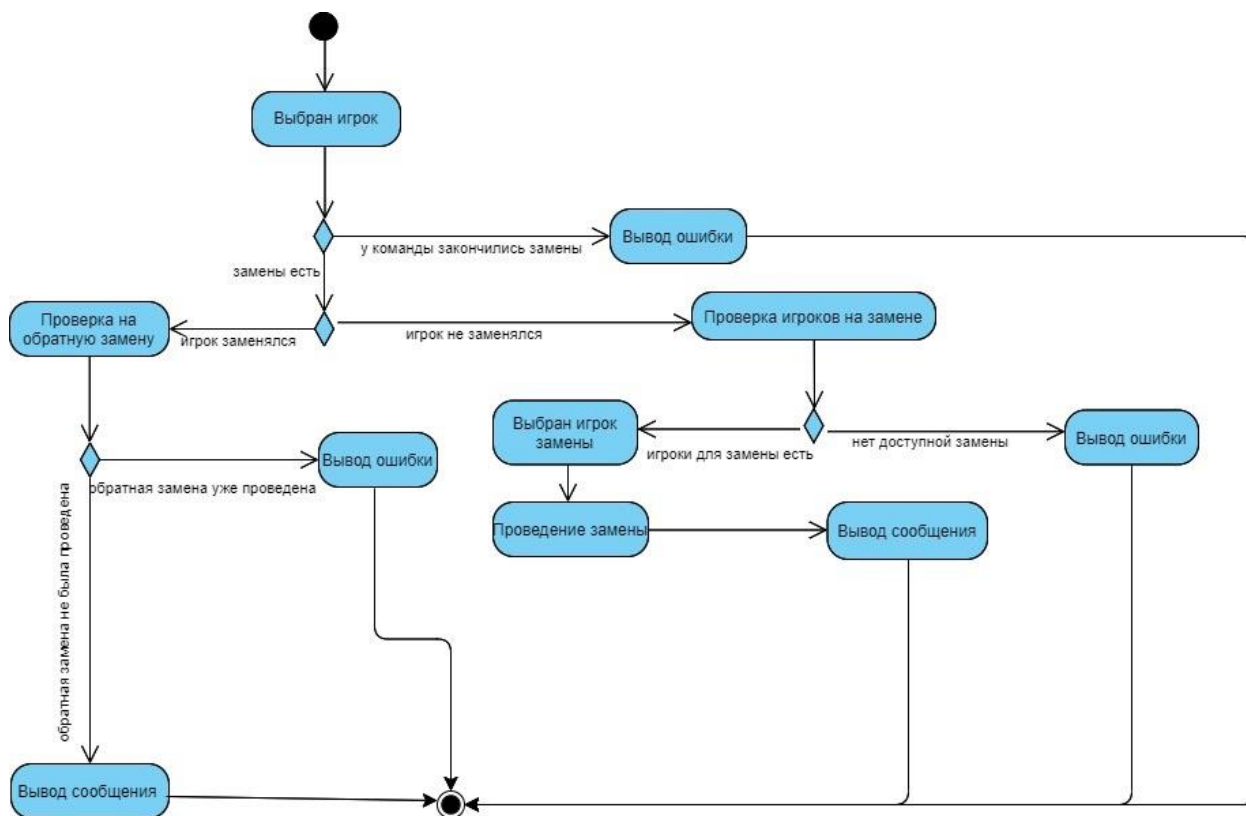 Выбран игрок
у команды закончились замены
Вывод ошибки
замены есть
Проверка на
обратную замену
игрок заменялся
игрок не заменялся
Проверка игроков на замене
Выбран игрок
замены
игроки для замены есть
нет доступной замены
Вывод ошибки
Вывод ошибки
обратная замена уже проведена
обратная замена не была проведена
Проведение замены
Вывод сообщения
Вывод сообщения